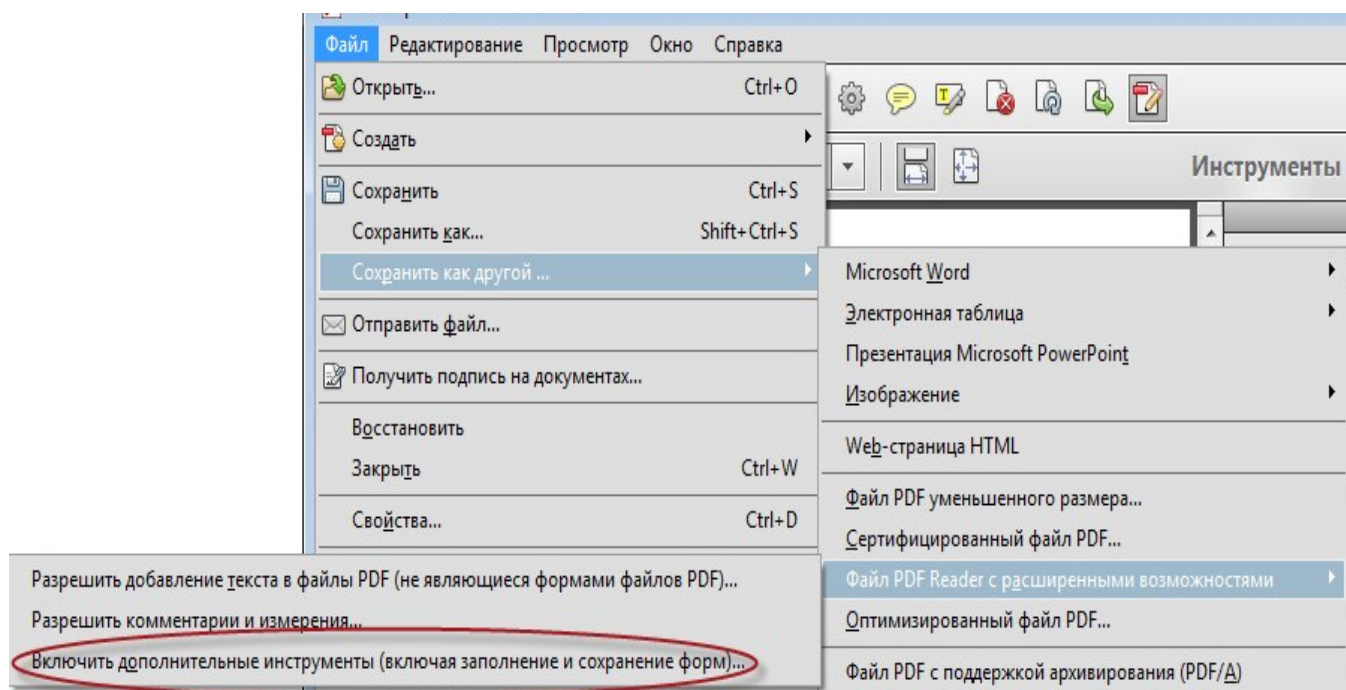 Файл Редактирование Просмотр Окно Справка
Открыть... Ctrl+O
Создать
Инструменты
Сохранить Ctrl+S
Сохранить как... Shift+Ctrl+S
Сохранить как другой ...
Отправить файл...
Получить подпись на документах...
Восстановить
Закрыть Ctrl+W
Свойства... Ctrl+D
Microsoft Word
Электронная таблица
Презентация Microsoft PowerPoint
Изображение
Web-страница HTML
Файл PDF уменьшенного размера...
Сертифицированный файл PDF...
Файл PDF Reader с расширенными возможностями
Оптимизированный файл PDF...
Файл PDF с поддержкой архивирования (PDF/A)
Разрешить добавление текста в файлы PDF (не являющиеся формами файлов PDF)...
Разрешить комментарии и измерения...
Включить дополнительные инструменты (включая заполнение и сохранение форм)...